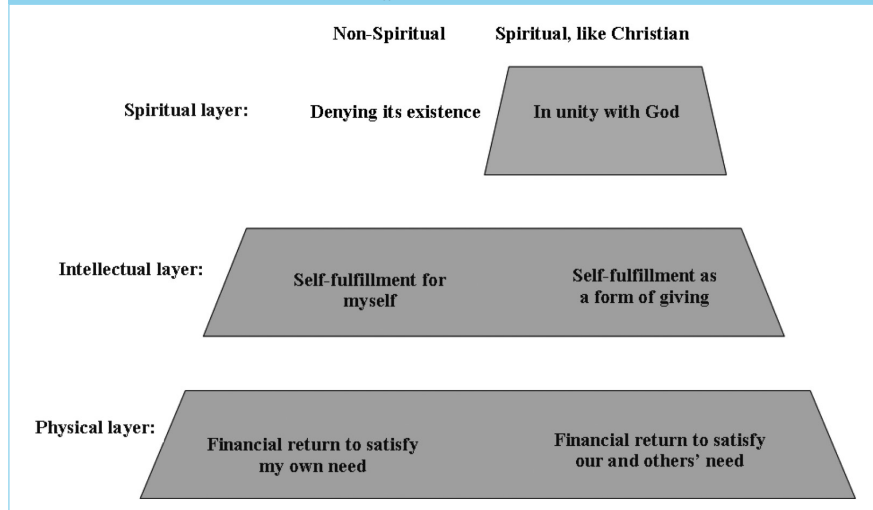 Non-Spiritual Spiritual, like Christian
Spiritual layer: Denying its existence In unity with God
Intellectual layer:
Self-fulfillment for
myself
Self-fulfillment as
a form of giving
Physical layer:
Financial return to satisfy
my own need
Financial return to satisfy
our and others’ need